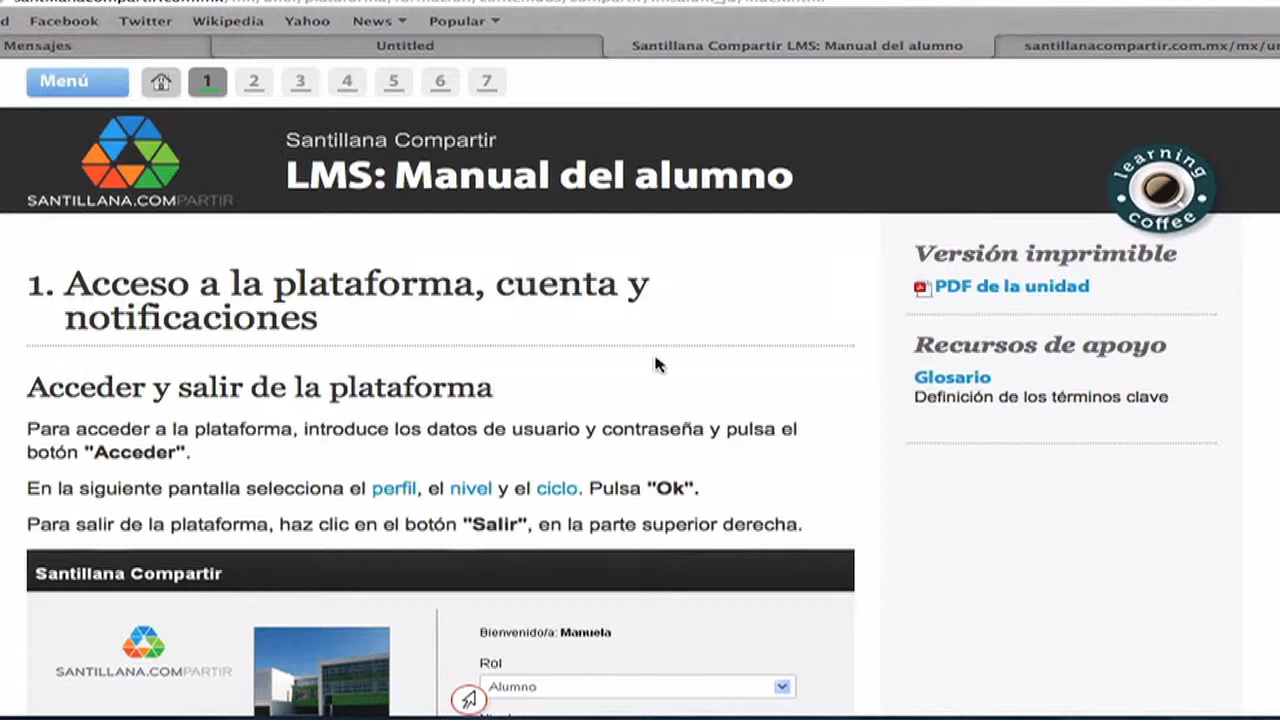 Facebook Twitter Wikipedia Yahoo News Popular
Mensajes Untitled Santillana Compartir LMS: Manual del alumno santillanacompartir.com.mx/mx/
Menú 1 2 3 4 5 6 7
Santillana Compartir
LMS: Manual del alumno
SANTILLANA.COMPARTIR
learning
coffee
1. Acceso a la plataforma, cuenta y
notificaciones
Acceder y salir de la plataforma
Para acceder a la plataforma, introduce los datos de usuario y contraseña y pulsa el
botón "Acceder".
En la siguiente pantalla selecciona el perfil, el nivel y el ciclo. Pulsa "Ok".
Para salir de la plataforma, haz clic en el botón "Salir", en la parte superior derecha.
Versión imprimible
PDF de la unidad
Recursos de apoyo
Glosario
Definición de los términos clave
Santillana Compartir
SANTILLANA.COMPARTIR
Bienvenido/a: Manuela
Rol
Alumno